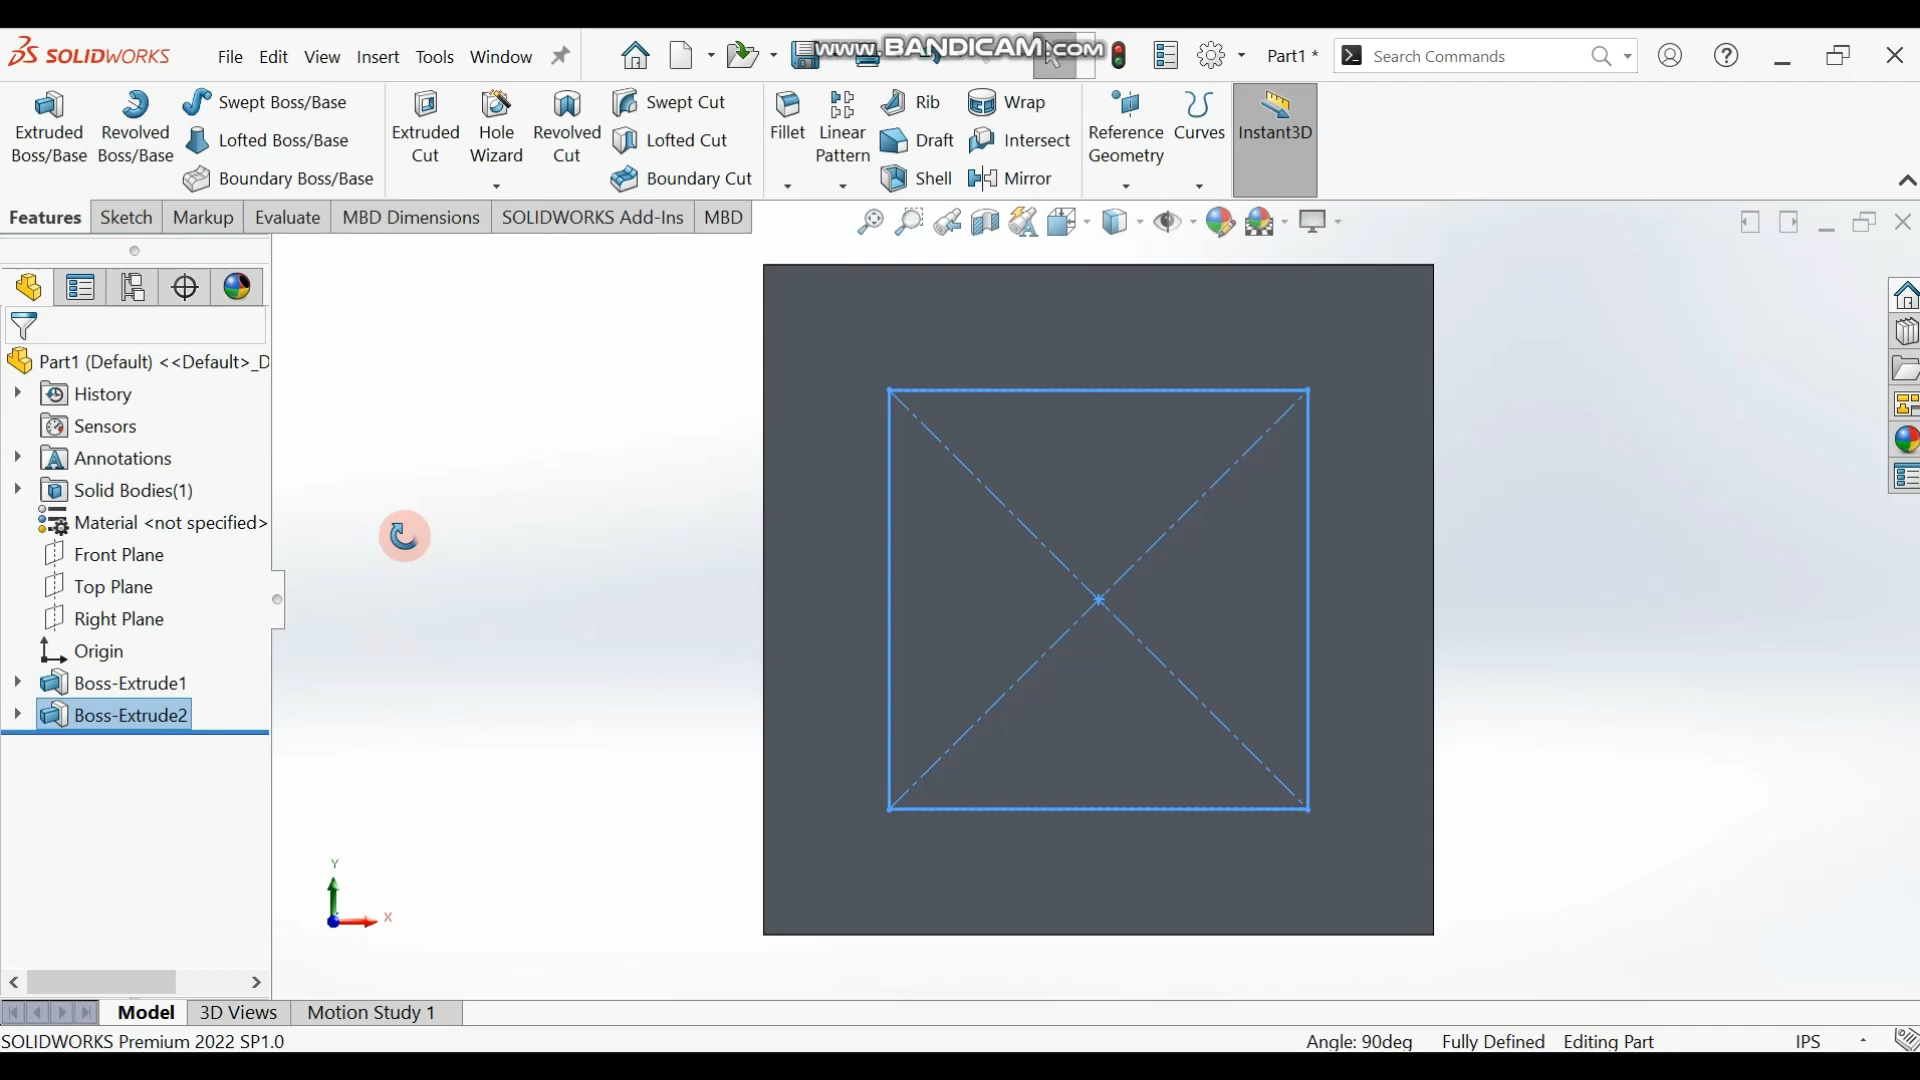 SOLIDWORKS File Edit View Insert Tools Window www.BANDICAM.COM Part1 * Search Commands
Extruded Boss/Base
Revolved Boss/Base
Swept Boss/Base
Lofted Boss/Base
Boundary Boss/Base
Extruded Cut
Hole Wizard
Revolved Cut
Swept Cut
Lofted Cut
Boundary Cut
Fillet
Linear Pattern
Rib
Draft
Shell
Wrap
Intersect
Mirror
Reference Geometry
Curves
Instant3D
Features Sketch Markup Evaluate MBD Dimensions SOLIDWORKS Add-Ins MBD
Part1 (Default) <<Default>_D
History
Sensors
Annotations
Solid Bodies(1)
Material <not specified>
Front Plane
Top Plane
Right Plane
Origin
Boss-Extrude1
Boss-Extrude2
Y
X
Model 3D Views Motion Study 1
SOLIDWORKS Premium 2022 SP1.0 Angle: 90deg Fully Defined Editing Part IPS